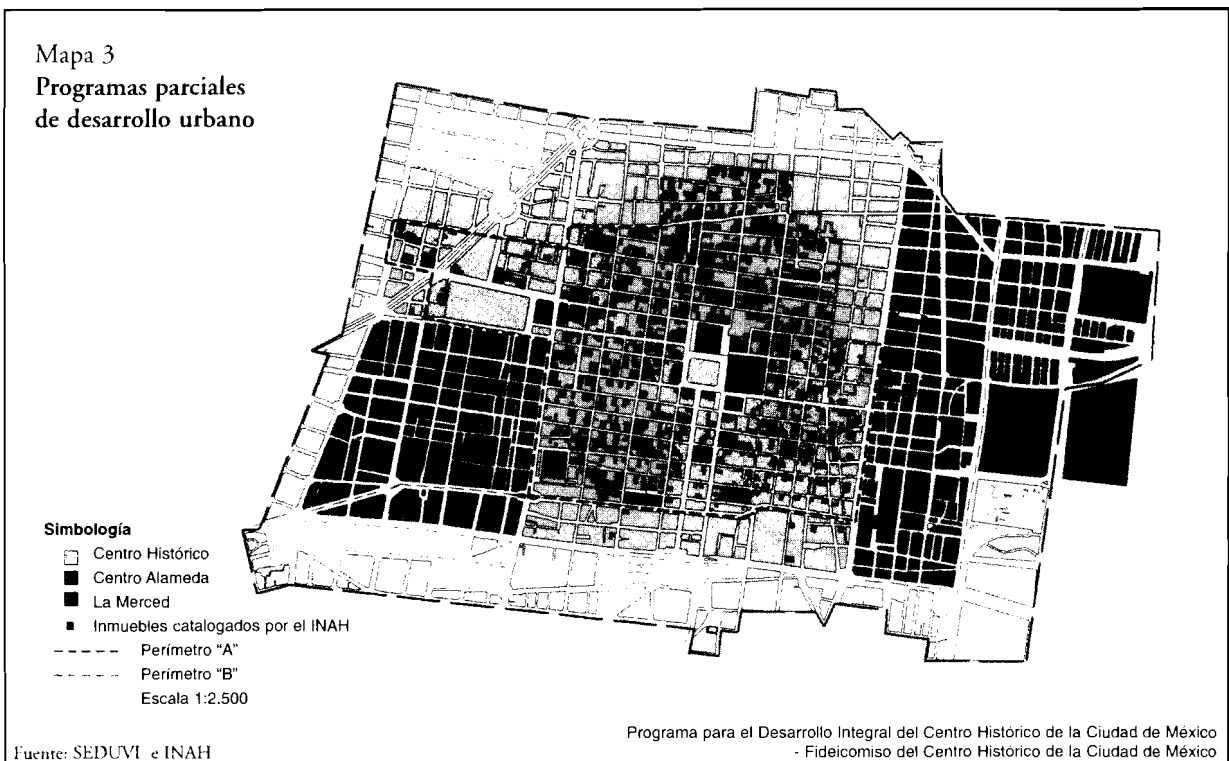 Mapa 3
Programas parciales
de desarrollo urbano
Simbología
Centro Histórico
Centro Alameda
La Merced
Inmuebles catalogados por el INAH
Perímetro "A"
Perímetro "B"
Escala 1:2.500
Programa para el Desarrollo Integral del Centro Histórico de la Ciudad de México
- Fideicomiso del Centro Histórico de la Ciudad de México
Fuente: SEDUVI e INAH